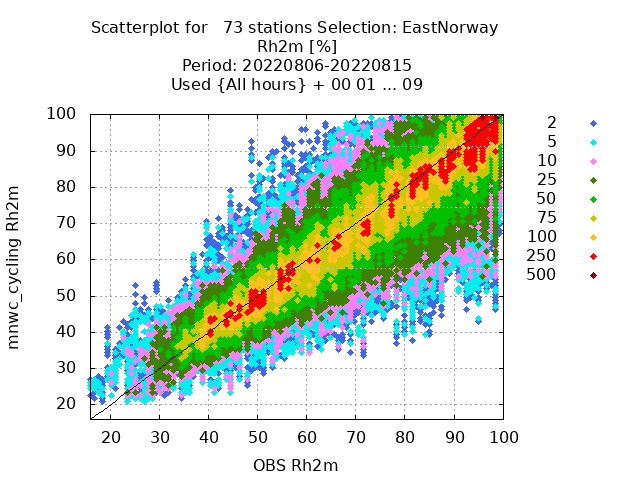 Scatterplot for   73 stations Selection: EastNorway
Rh2m [%]
Period: 20220806-20220815
Used {All hours} + 00 01 ... 09
mnwc_cycling Rh2m
100
90
80
70
60
50
40
30
20
20 30 40 50 60 70 80 90 100
OBS Rh2m
2
5
10
25
50
75
100
250
500